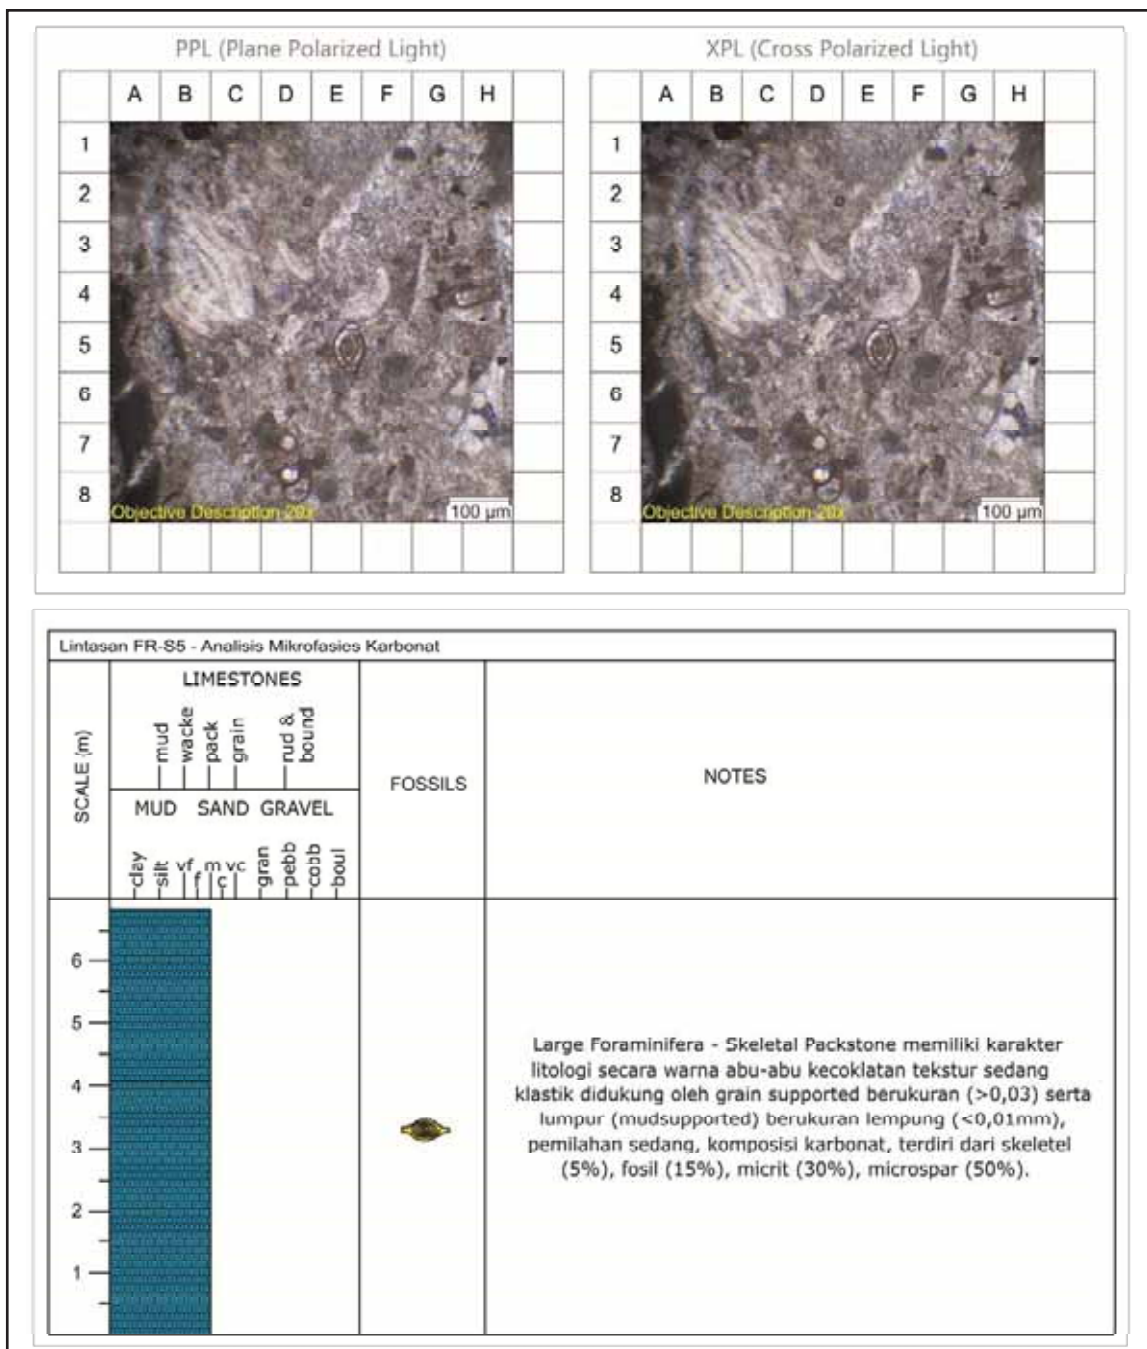 PPL (Plane Polarized Light)
XPL (Cross Polarized Light)
A B C D E F G H
A B C D E F G H
1 1
2 2
3 3
4 4
5 5
6 6
7 7
8 8
Objective Description 20x
100 µm
Objective Description 20x
100 µm
Lintasan FR-S5 - Analisis Mikrofasies Karbonat
SCALE (m)
LIMESTONES
mud
wacke
pack
grain
rud &
bound
MUD SAND GRAVEL
clay
silt
vf
f
m
c
vc
gran
pebb
cobb
boul
FOSSILS
NOTES
6
5
4
3
2
1
Large Foraminifera - Skeletal Packstone memiliki karakter
litologi secara warna abu-abu kecoklatan tekstur sedang
klastik didukung oleh grain supported berukuran (>0,03) serta
lumpur (mudsupported) berukuran lempung (<0,01mm),
pemilahan sedang, komposisi karbonat, terdiri dari skeletel
(5%), fosil (15%), micrit (30%), microspar (50%).